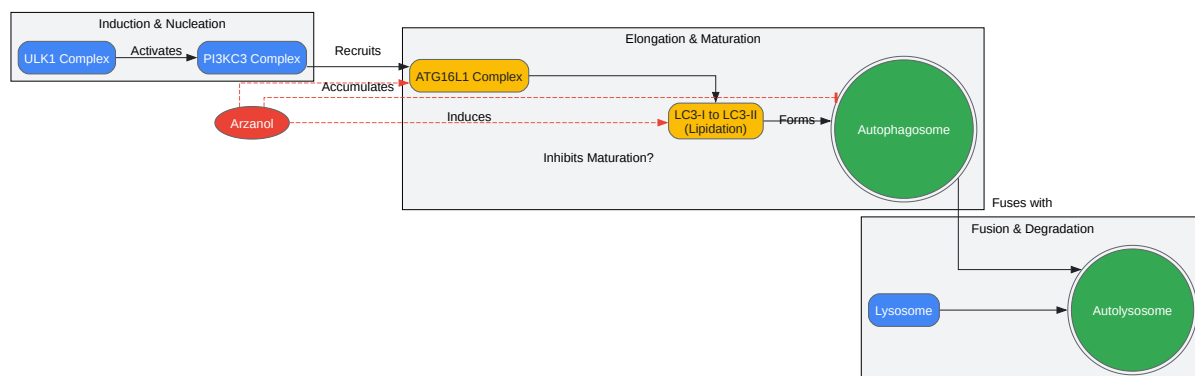 Induction & Nucleation
ULK1 Complex
Activates
PI3KC3 Complex
Recruits
Elongation & Maturation
ATG16L1 Complex
Accumulates
Arzanol
Induces
LC3-I to LC3-II
(Lipidation)
Forms
Autophagosome
Inhibits Maturation?
Fuses with
Fusion & Degradation
Lysosome
Autolysosome